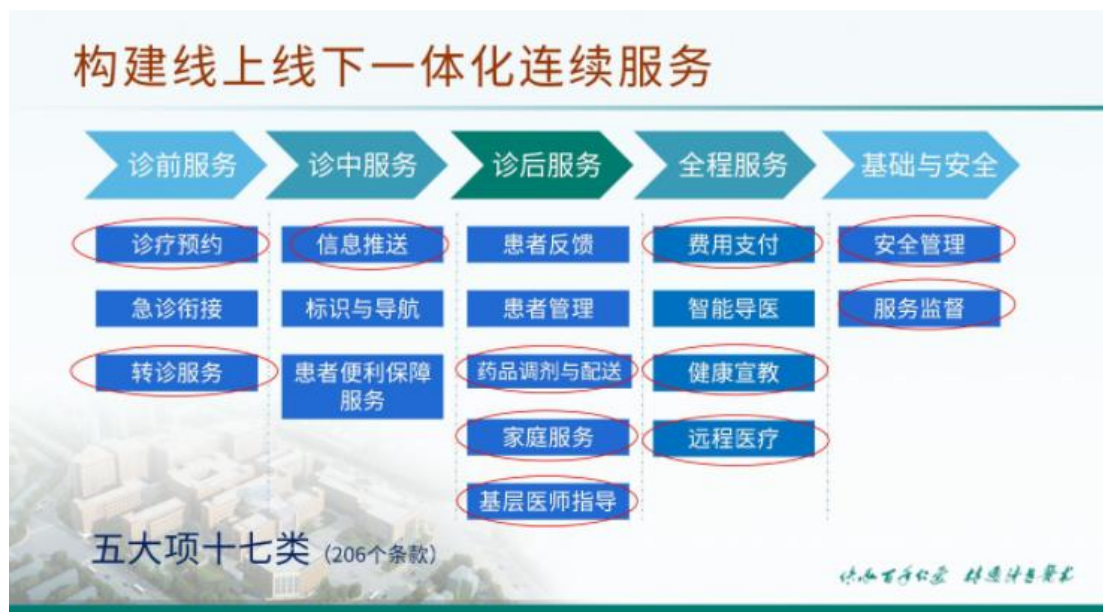 构建线上线下一体化连续服务
诊前服务
诊中服务
诊后服务
全程服务
基础与安全
诊疗预约
信息推送
患者反馈
费用支付
安全管理
急诊衔接
标识与导航
患者管理
智能导医
服务监督
转诊服务
患者便利保障
服务
药品调剂与配送
健康宣教
家庭服务
远程医疗
基层医师指导
五大项十七类 (206个条款)